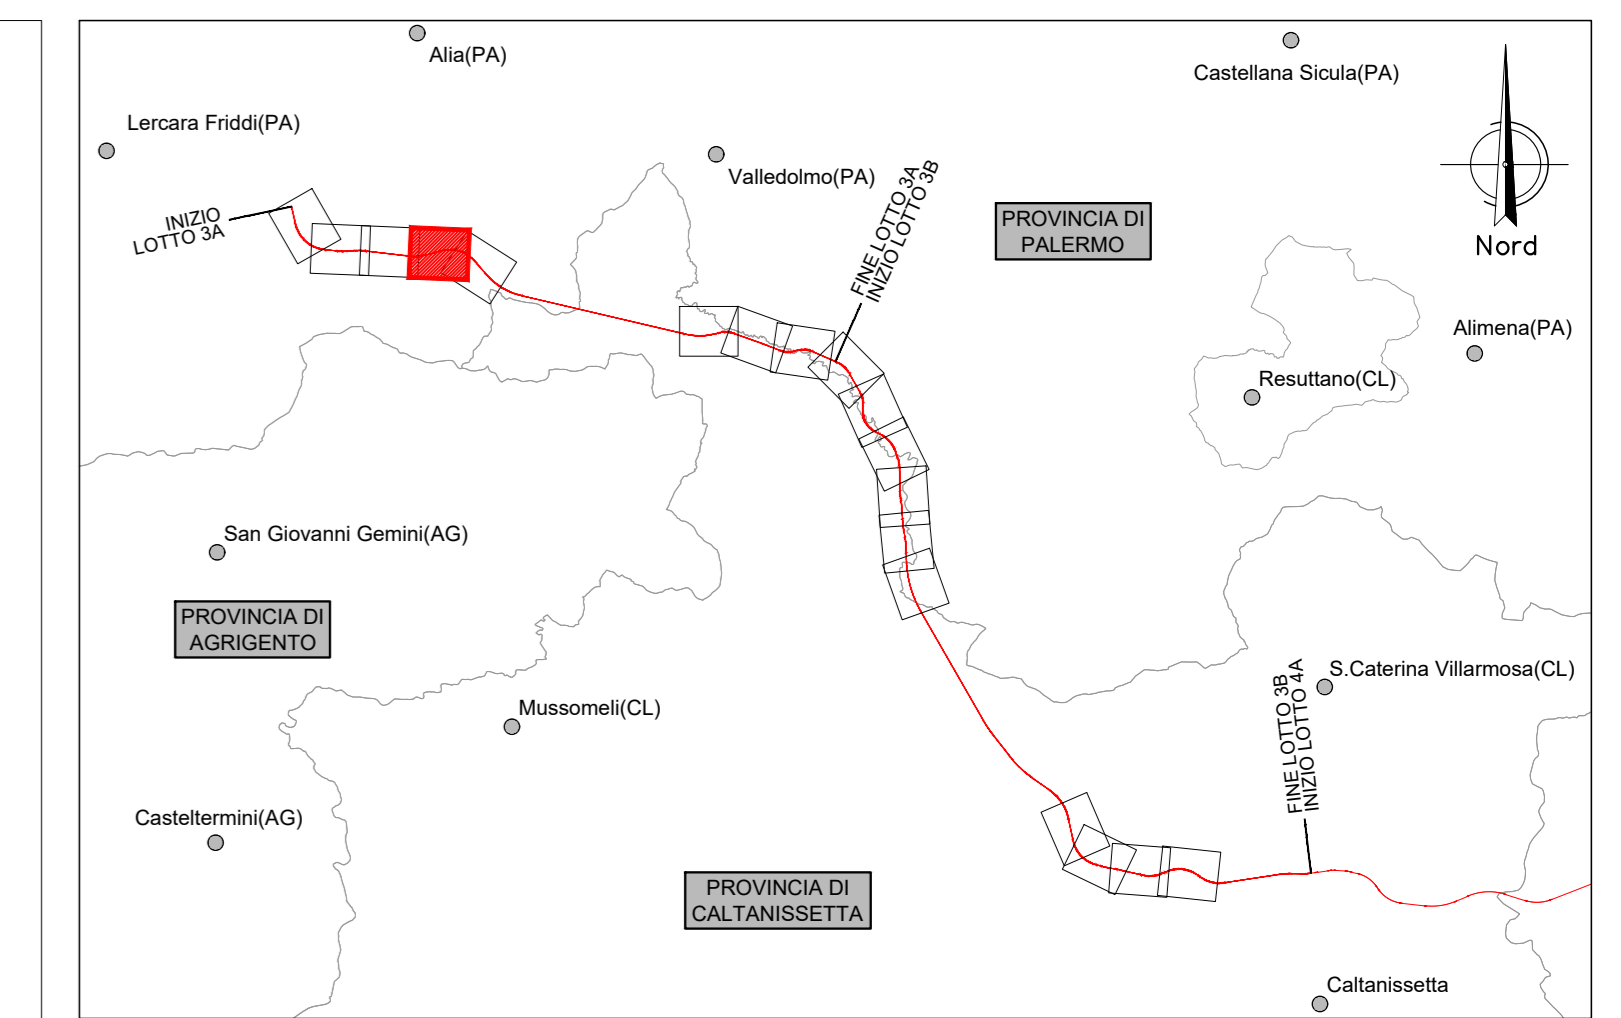 Alia(PA)
Castellana Sicula(PA)
Lercara Friddi(PA)
Valledolmo(PA)
INIZIO
LOTTO 3A
FINE LOTTO 3A
INIZIO LOTTO 3B
PROVINCIA DI
PALERMO
Nord
Alimena(PA)
Resuttano(CL)
San Giovanni Gemini(AG)
PROVINCIA DI
AGRIGENTO
S.Caterina Villarmosa(CL)
Mussomeli(CL)
FINE LOTTO 3B
INIZIO LOTTO 4A
Casteltermini(AG)
PROVINCIA DI
CALTANISSETTA
Caltanissetta